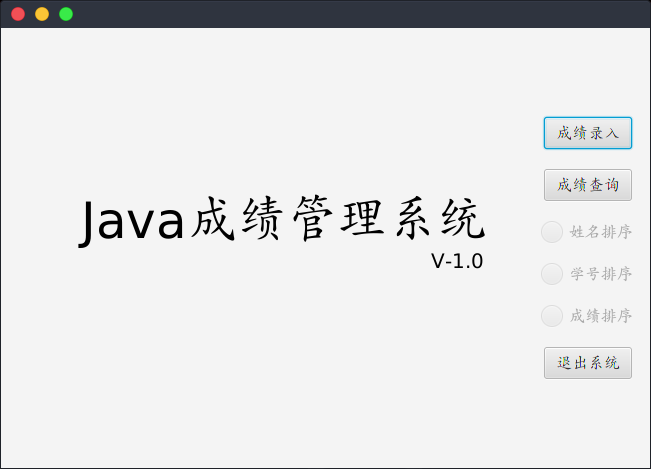 Java成绩管理系统
V-1.0
成绩录入
成绩查询
姓名排序
学号排序
成绩排序
退出系统